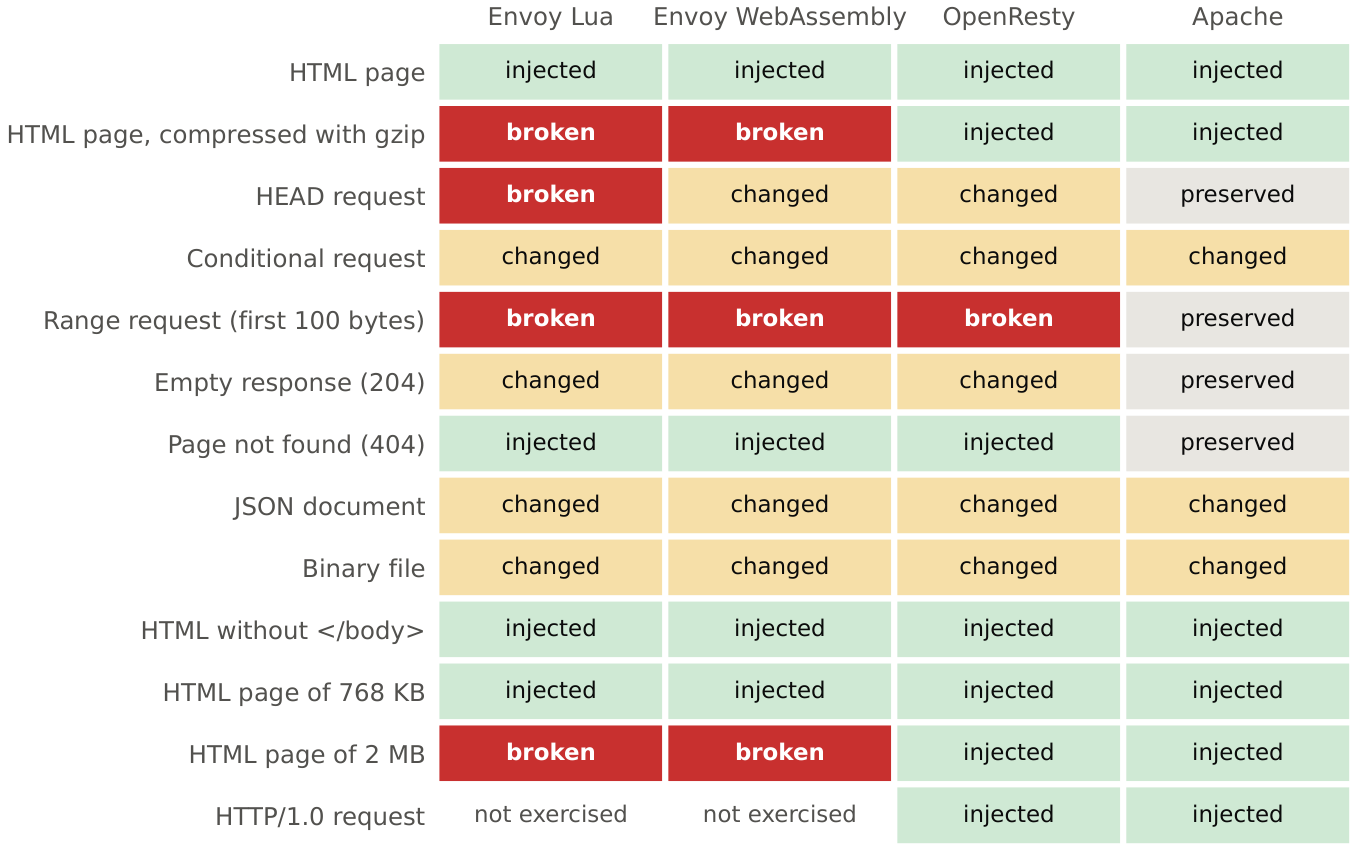 Envoy Lua Envoy WebAssembly OpenResty Apache
HTML page injected injected injected injected
HTML page, compressed with gzip broken broken injected injected
HEAD request broken changed changed preserved
Conditional request changed changed changed changed
Range request (first 100 bytes) broken broken broken preserved
Empty response (204) changed changed changed preserved
Page not found (404) injected injected injected preserved
JSON document changed changed changed changed
Binary file changed changed changed changed
HTML without </body> injected injected injected injected
HTML page of 768 KB injected injected injected injected
HTML page of 2 MB broken broken injected injected
HTTP/1.0 request not exercised not exercised injected injected